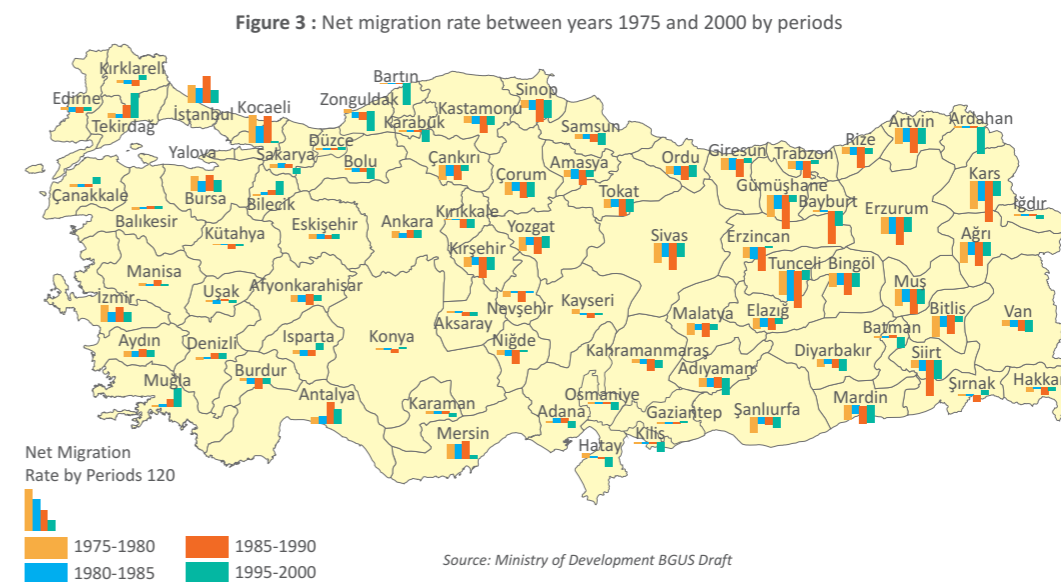 Figure 3 : Net migration rate between years 1975 and 2000 by periods
Kırklareli
Edirne
Tekirdağ
İstanbul
Kocaeli
Yalova
Sakarya
Düzce
Bolu
Zonguldak
Bartın
Karabük
Kastamonu
Sinop
Çankırı
Samsun
Amasya
Çorum
Tokat
Ordu
Giresun
Trabzon
Rize
Artvin
Ardahan
Gümüşhane
Bayburt
Erzurum
Kars
Iğdır
Ağrı
Çanakkale
Balıkesir
Bursa
Bilecik
Kütahya
Eskişehir
Ankara
Kırıkkale
Kırşehir
Yozgat
Sivas
Erzincan
Tunceli
Bingöl
Muş
Bitlis
Van
Manisa
Uşak
Afyonkarahisar
İzmir
Aydın
Denizli
Isparta
Konya
Aksaray
Nevşehir
Kayseri
Niğde
Malatya
Elazığ
Kahramanmaraş
Adıyaman
Diyarbakır
Batman
Siirt
Şırnak
Hakkar
Muğla
Burdur
Antalya
Karaman
Mersin
Adana
Osmaniye
Gaziantep
Kilis
Hatay
Şanlıurfa
Mardin
Net Migration
Rate by Periods 120
1975-1980
1985-1990
1980-1985
1995-2000
Source: Ministry of Development BGUS Draft